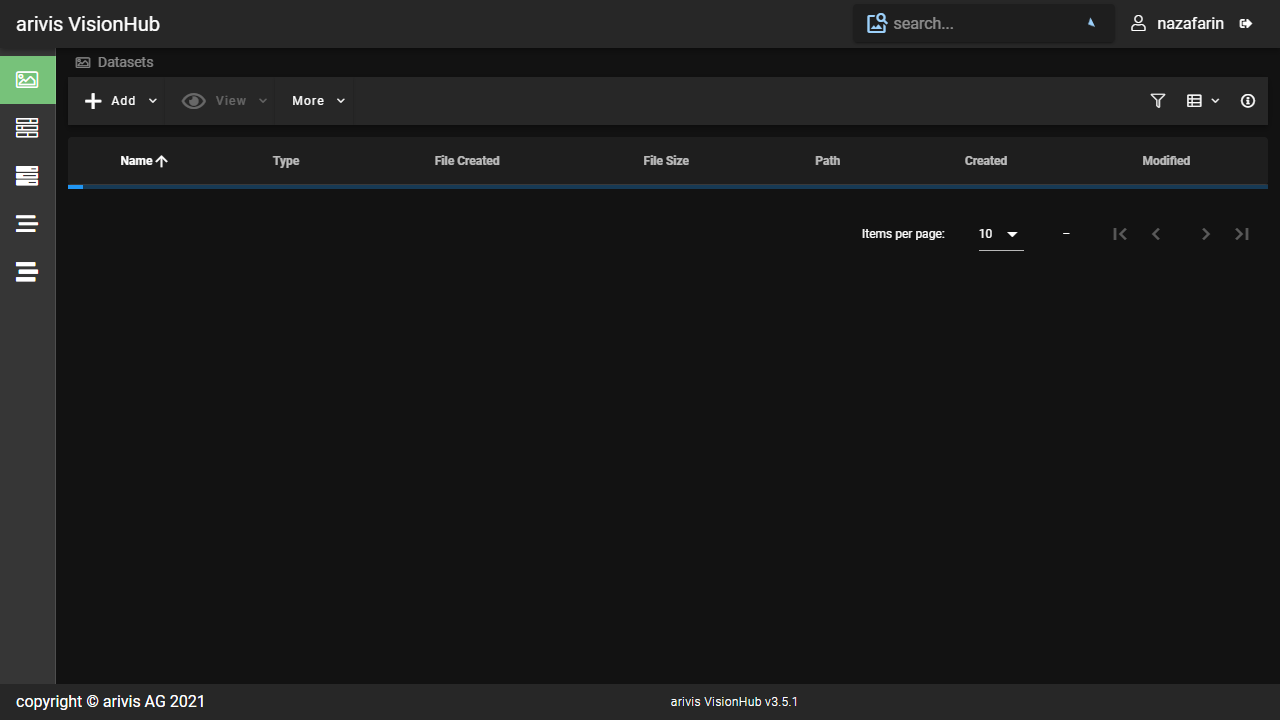 arivis VisionHub
search...
nazafarin
Datasets
Add
View
More
Name Type File Created File Size Path Created Modified
Items per page: 10 –
copyright © arivis AG 2021
arivis VisionHub v3.5.1